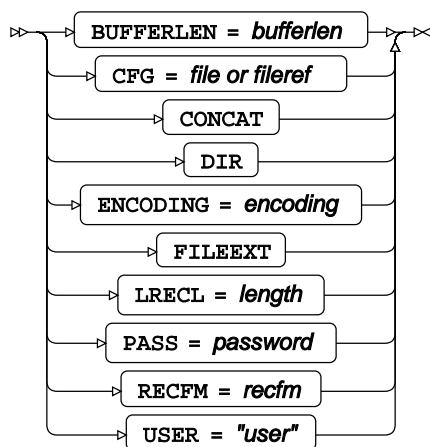 BUFFERLEN = bufferlen
CFG = file or fileref
CONCAT
DIR
ENCODING = encoding
FILEEXT
LRECL = length
PASS = password
RECFM = recfm
USER = "user"